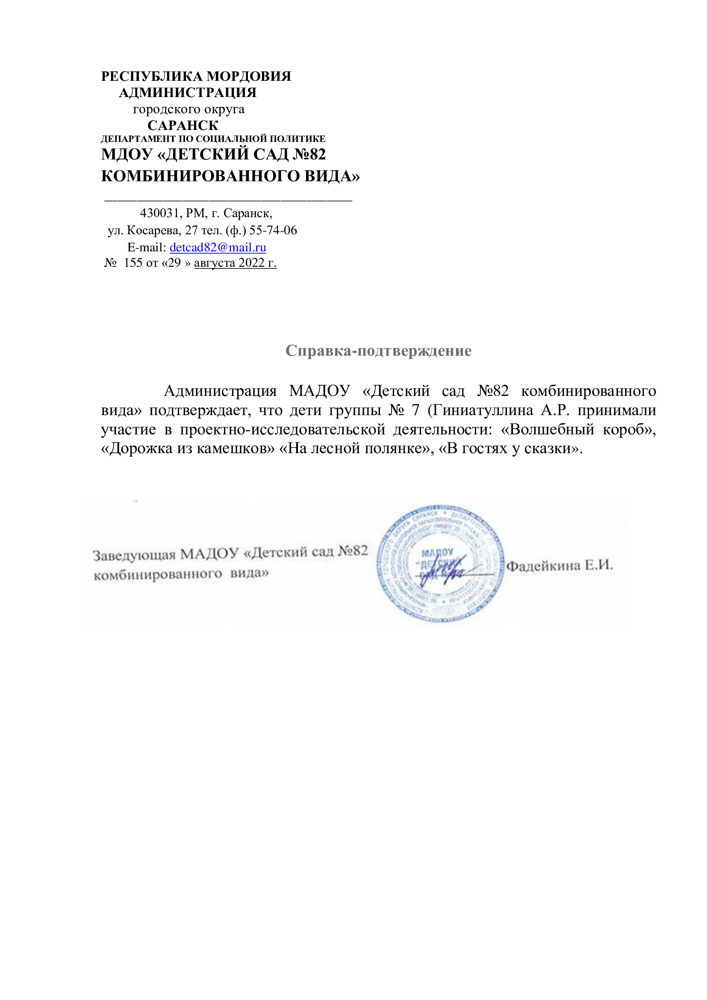 РЕСПУБЛИКА МОРДОВИЯ
АДМИНИСТРАЦИЯ
городского округа
САРАНСК
ДЕПАРТАМЕНТ ПО СОЦИАЛЬНОЙ ПОЛИТИКЕ
МДОУ «ДЕТСКИЙ САД №82
КОМБИНИРОВАННОГО ВИДА»
430031, РМ, г. Саранск,
ул. Косарева, 27 тел. (ф.) 55-74-06
E-mail: detcad82@mail.ru
№ 155 от «29 » августа 2022 г.
Справка-подтверждение
Администрация МАДОУ «Детский сад №82 комбинированного
вида» подтверждает, что дети группы № 7 (Гиниатуллина А.Р. принимали
участие в проектно-исследовательской деятельности: «Волшебный короб»,
«Дорожка из камешков» «На лесной полянке», «В гостях у сказки».
Заведующая МАДОУ «Детский сад №82
комбинированного вида»
МАДОУ
"ДЕТСКИЙ
САД
Фадейкина Е.И.